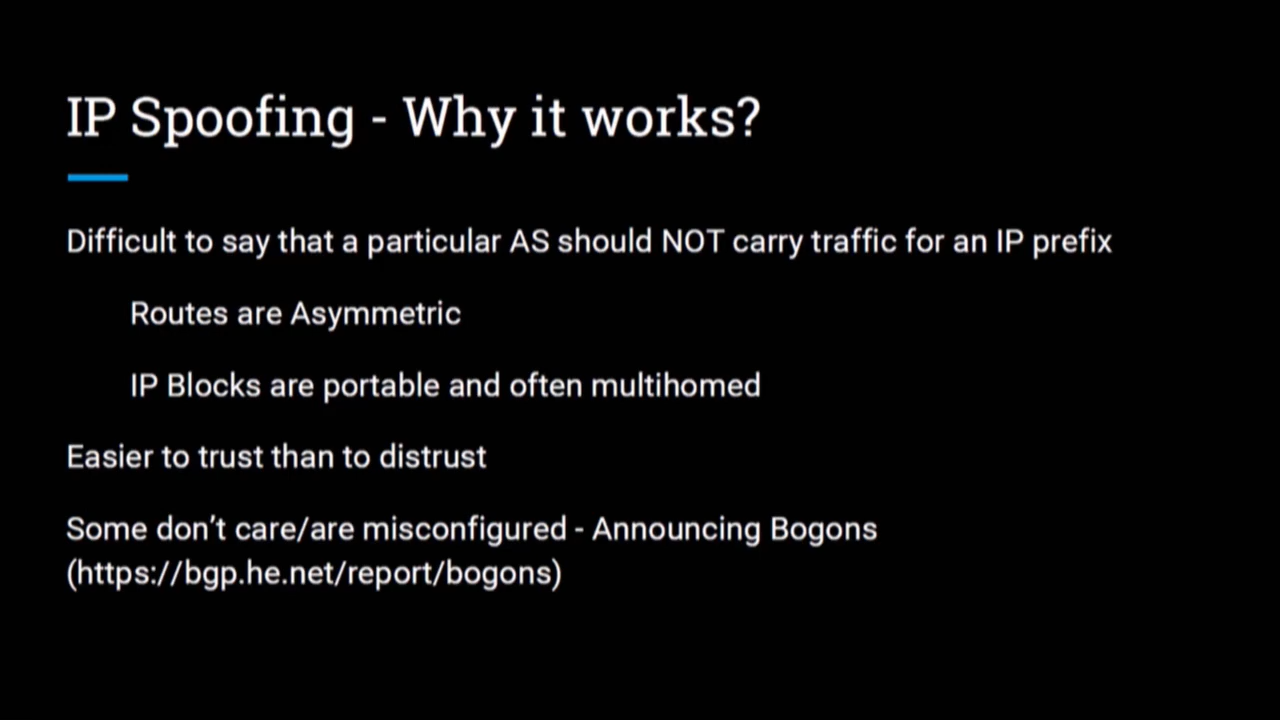 IP Spoofing - Why it works?
Difficult to say that a particular AS should NOT carry traffic for an IP prefix
Routes are Asymmetric
IP Blocks are portable and often multihomed
Easier to trust than to distrust
Some don’t care/are misconfigured - Announcing Bogons
(https://bgp.he.net/report/bogons)